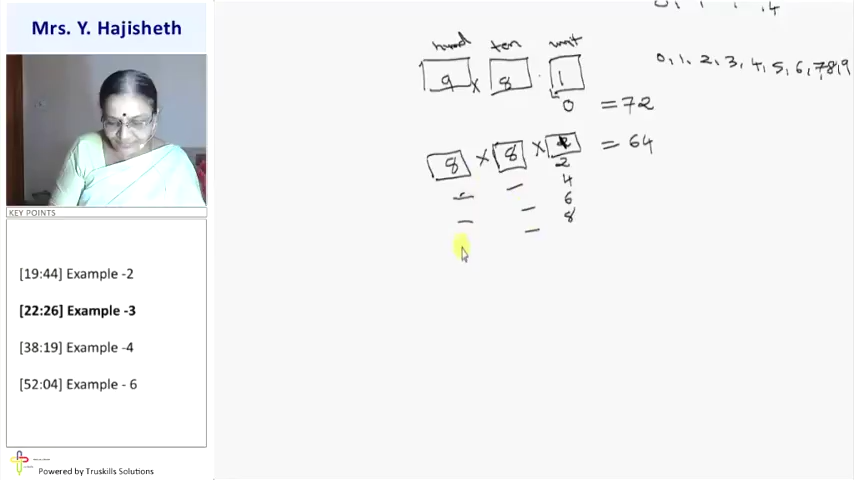 Mrs. Y. Hajisheth
hund ten unit
9 × 8 · 1
0 = 72
0, 1, 2, 3, 4, 5, 6, 7, 8, 9
8 × 8 × = 64
2
4
6
8
KEY POINTS
[19:44] Example -2
[22:26] Example -3
[38:19] Example -4
[52:04] Example - 6
Powered by Truskills Solutions